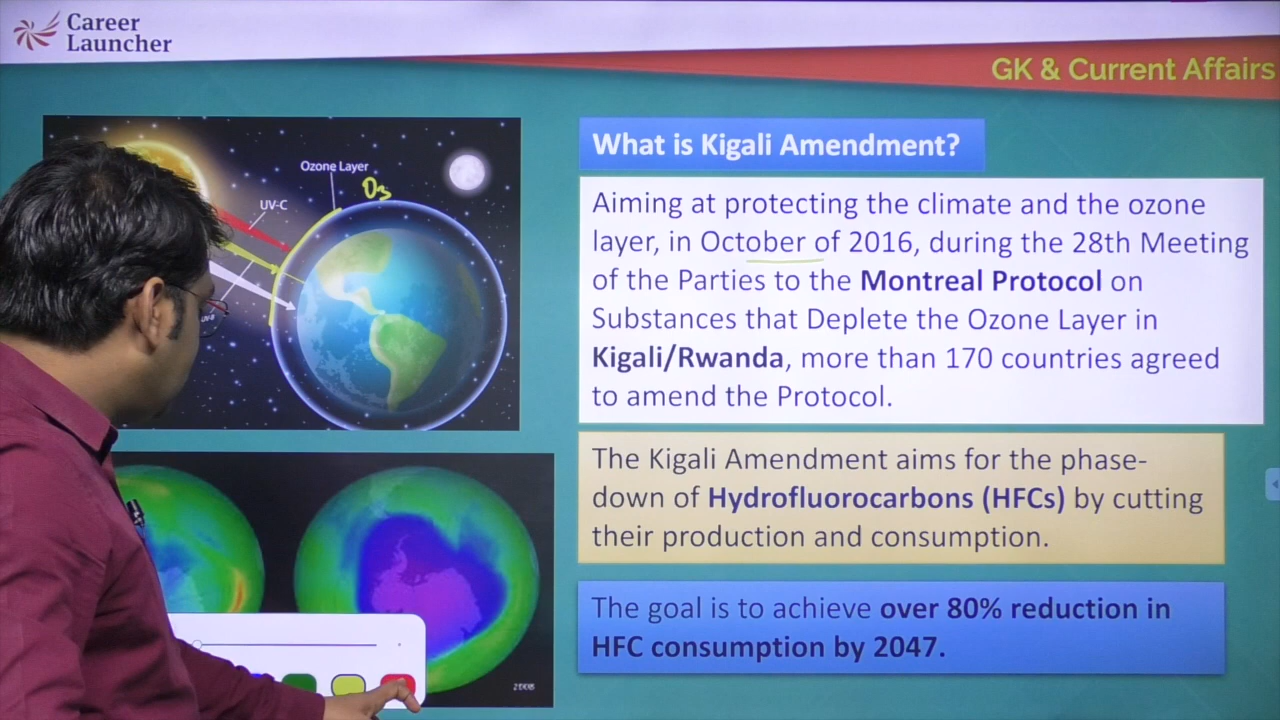 Career
Launcher
GK & Current Affairs
Ozone Layer
O₃
UV-C
What is Kigali Amendment?
Aiming at protecting the climate and the ozone
layer, in October of 2016, during the 28th Meeting
of the Parties to the Montreal Protocol on
Substances that Deplete the Ozone Layer in
Kigali/Rwanda, more than 170 countries agreed
to amend the Protocol.
The Kigali Amendment aims for the phase-
down of Hydrofluorocarbons (HFCs) by cutting
their production and consumption.
The goal is to achieve over 80% reduction in
HFC consumption by 2047.